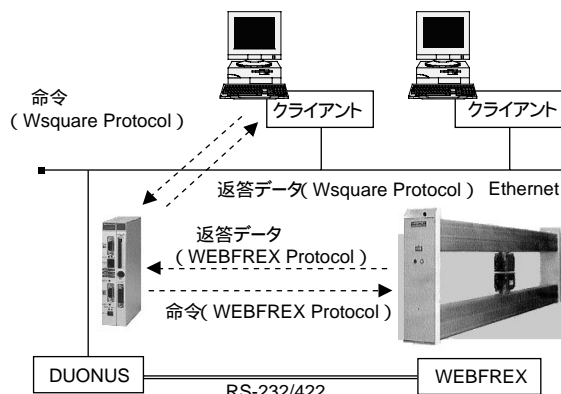 クライアント
クライアント
命令
( Wsquare Protocol )
返答データ( Wsquare Protocol )
Ethernet
返答データ
( WEBFREX Protocol )
命令( WEBFREX Protocol )
DUONUS
RS-232/422
WEBFREX